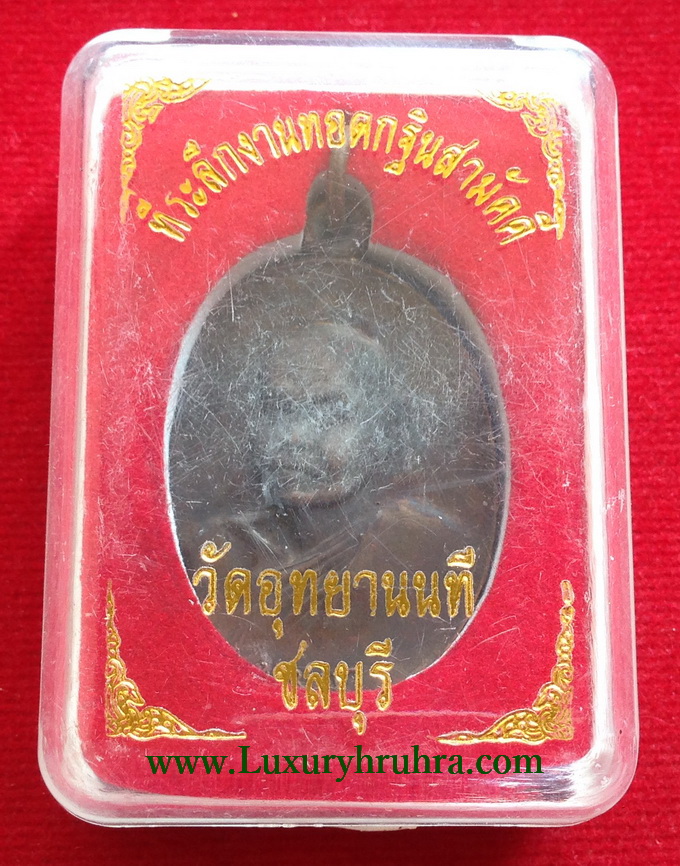 ที่ระลึกงานทอดกฐินสามัคคี
วัดอุทยานนที
ชลบุรี
www.Luxuryhruhra.com